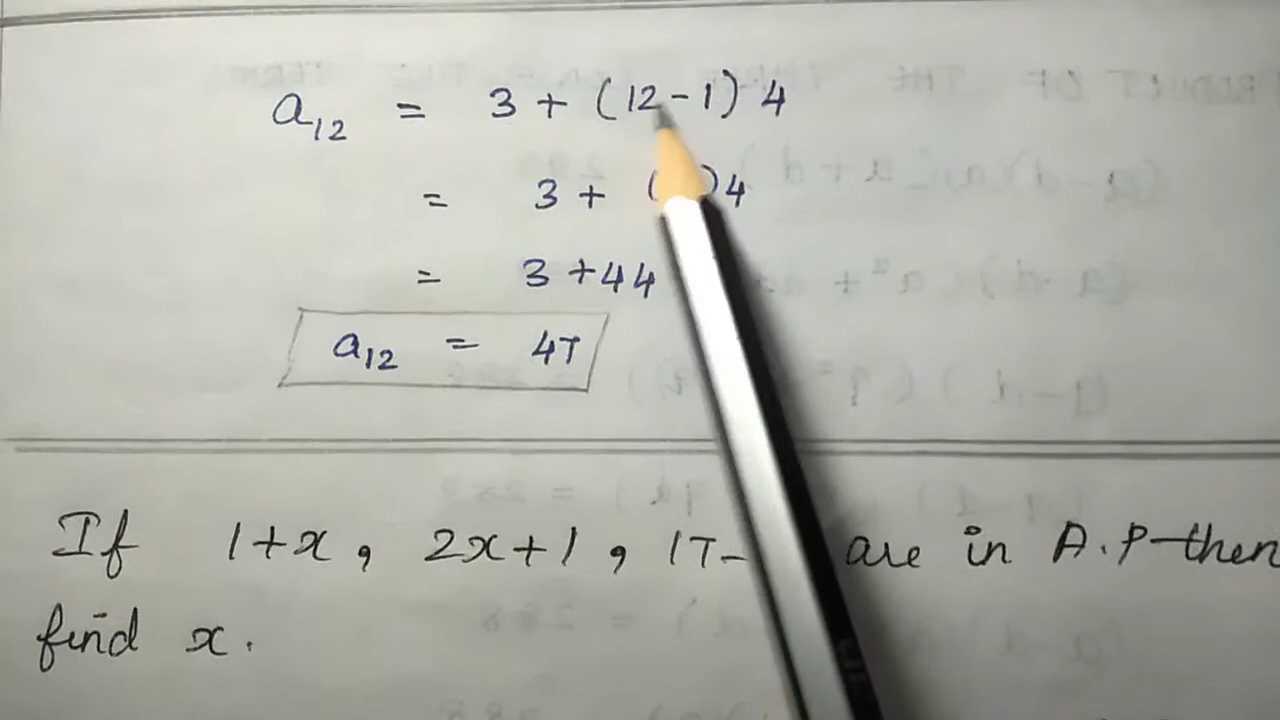 a12 = 3 + (12-1) 4
= 3 + ( )4
= 3 + 44
a12 = 47
If 1+x, 2x+1, 17- are in A.P then
find x.